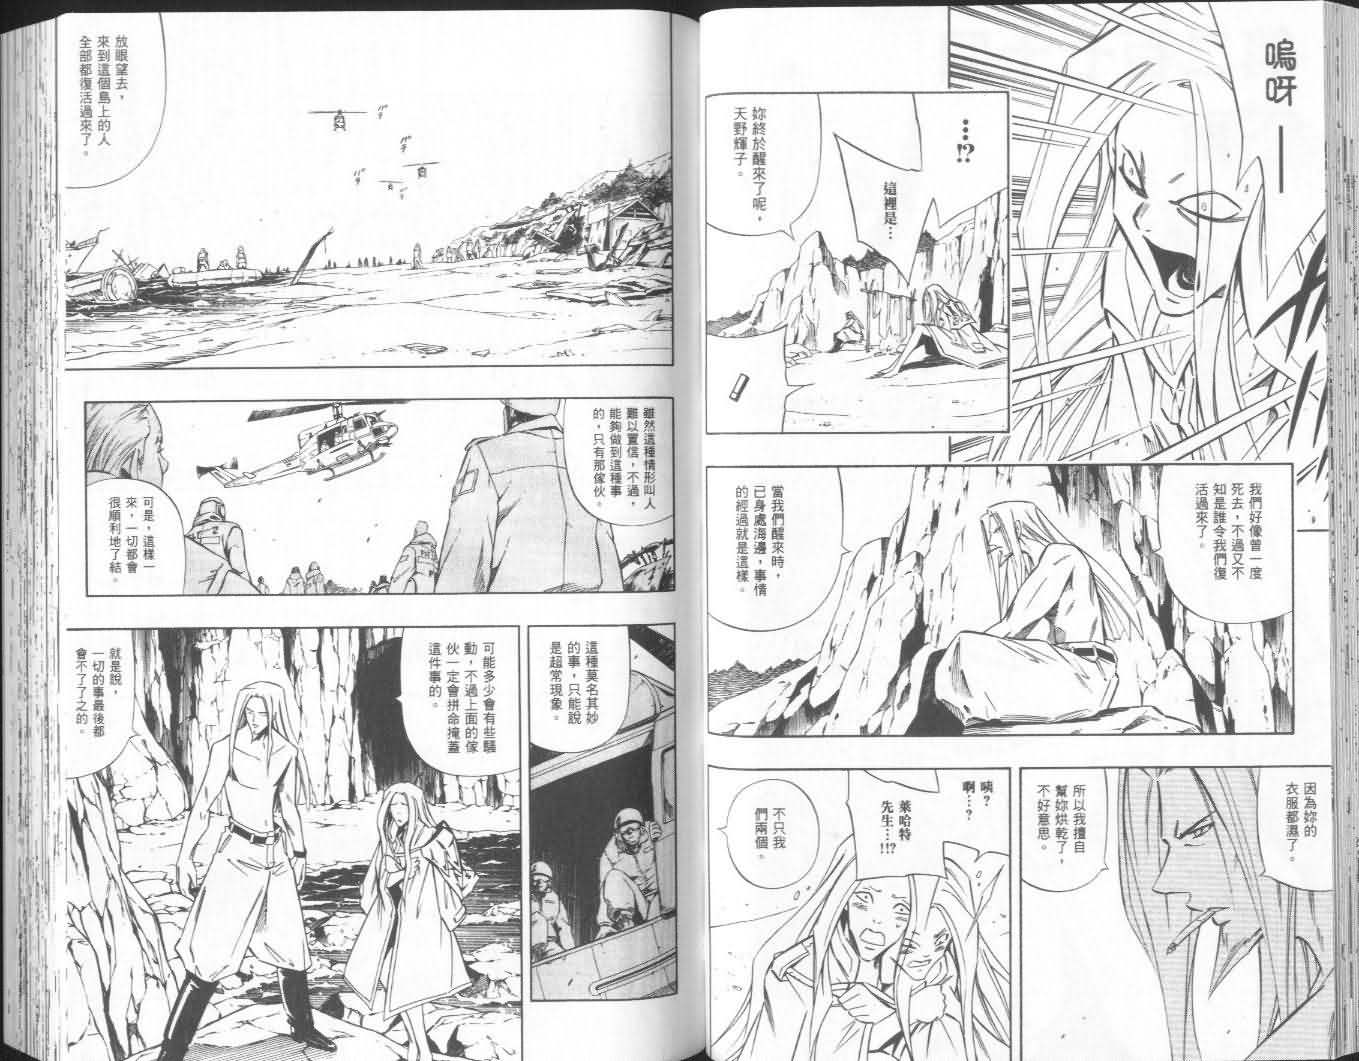 嗚呀——
…!?
這裡是…
妳終於醒來了呢，
天野輝子。
我們好像曾一度
死去，不過又不
知是誰令我們復
活過來了。
當我們醒來時，
已身處海邊，事情
的經過就是這樣。
因為妳的
衣服都濕了。
所以我擅自
幫妳烘乾了，
不好意思。
咦？
啊…？
萊哈特
先生…!!?
不只我
們兩個。
放眼望去，
來到這個島上的人
全部都復活過來了。
雖然這種情形叫人
難以置信，不過，
能夠做到這種事
的，只有那傢伙。
可是，這樣一
來，一切都會
很順利地了結。
這種莫名其妙
的事，只能說
是超常現象。
可能多少會有些騷
動，不過上面的傢
伙一定會拼命掩蓋
這件事的。
就是說，
一切的事最後都
會不了了之的。